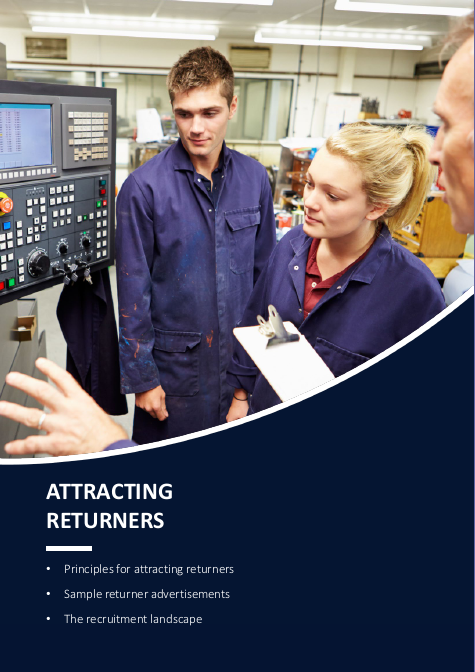 ATTRACTING
RETURNERS
• Principles for attracting returners
• Sample returner advertisements
• The recruitment landscape